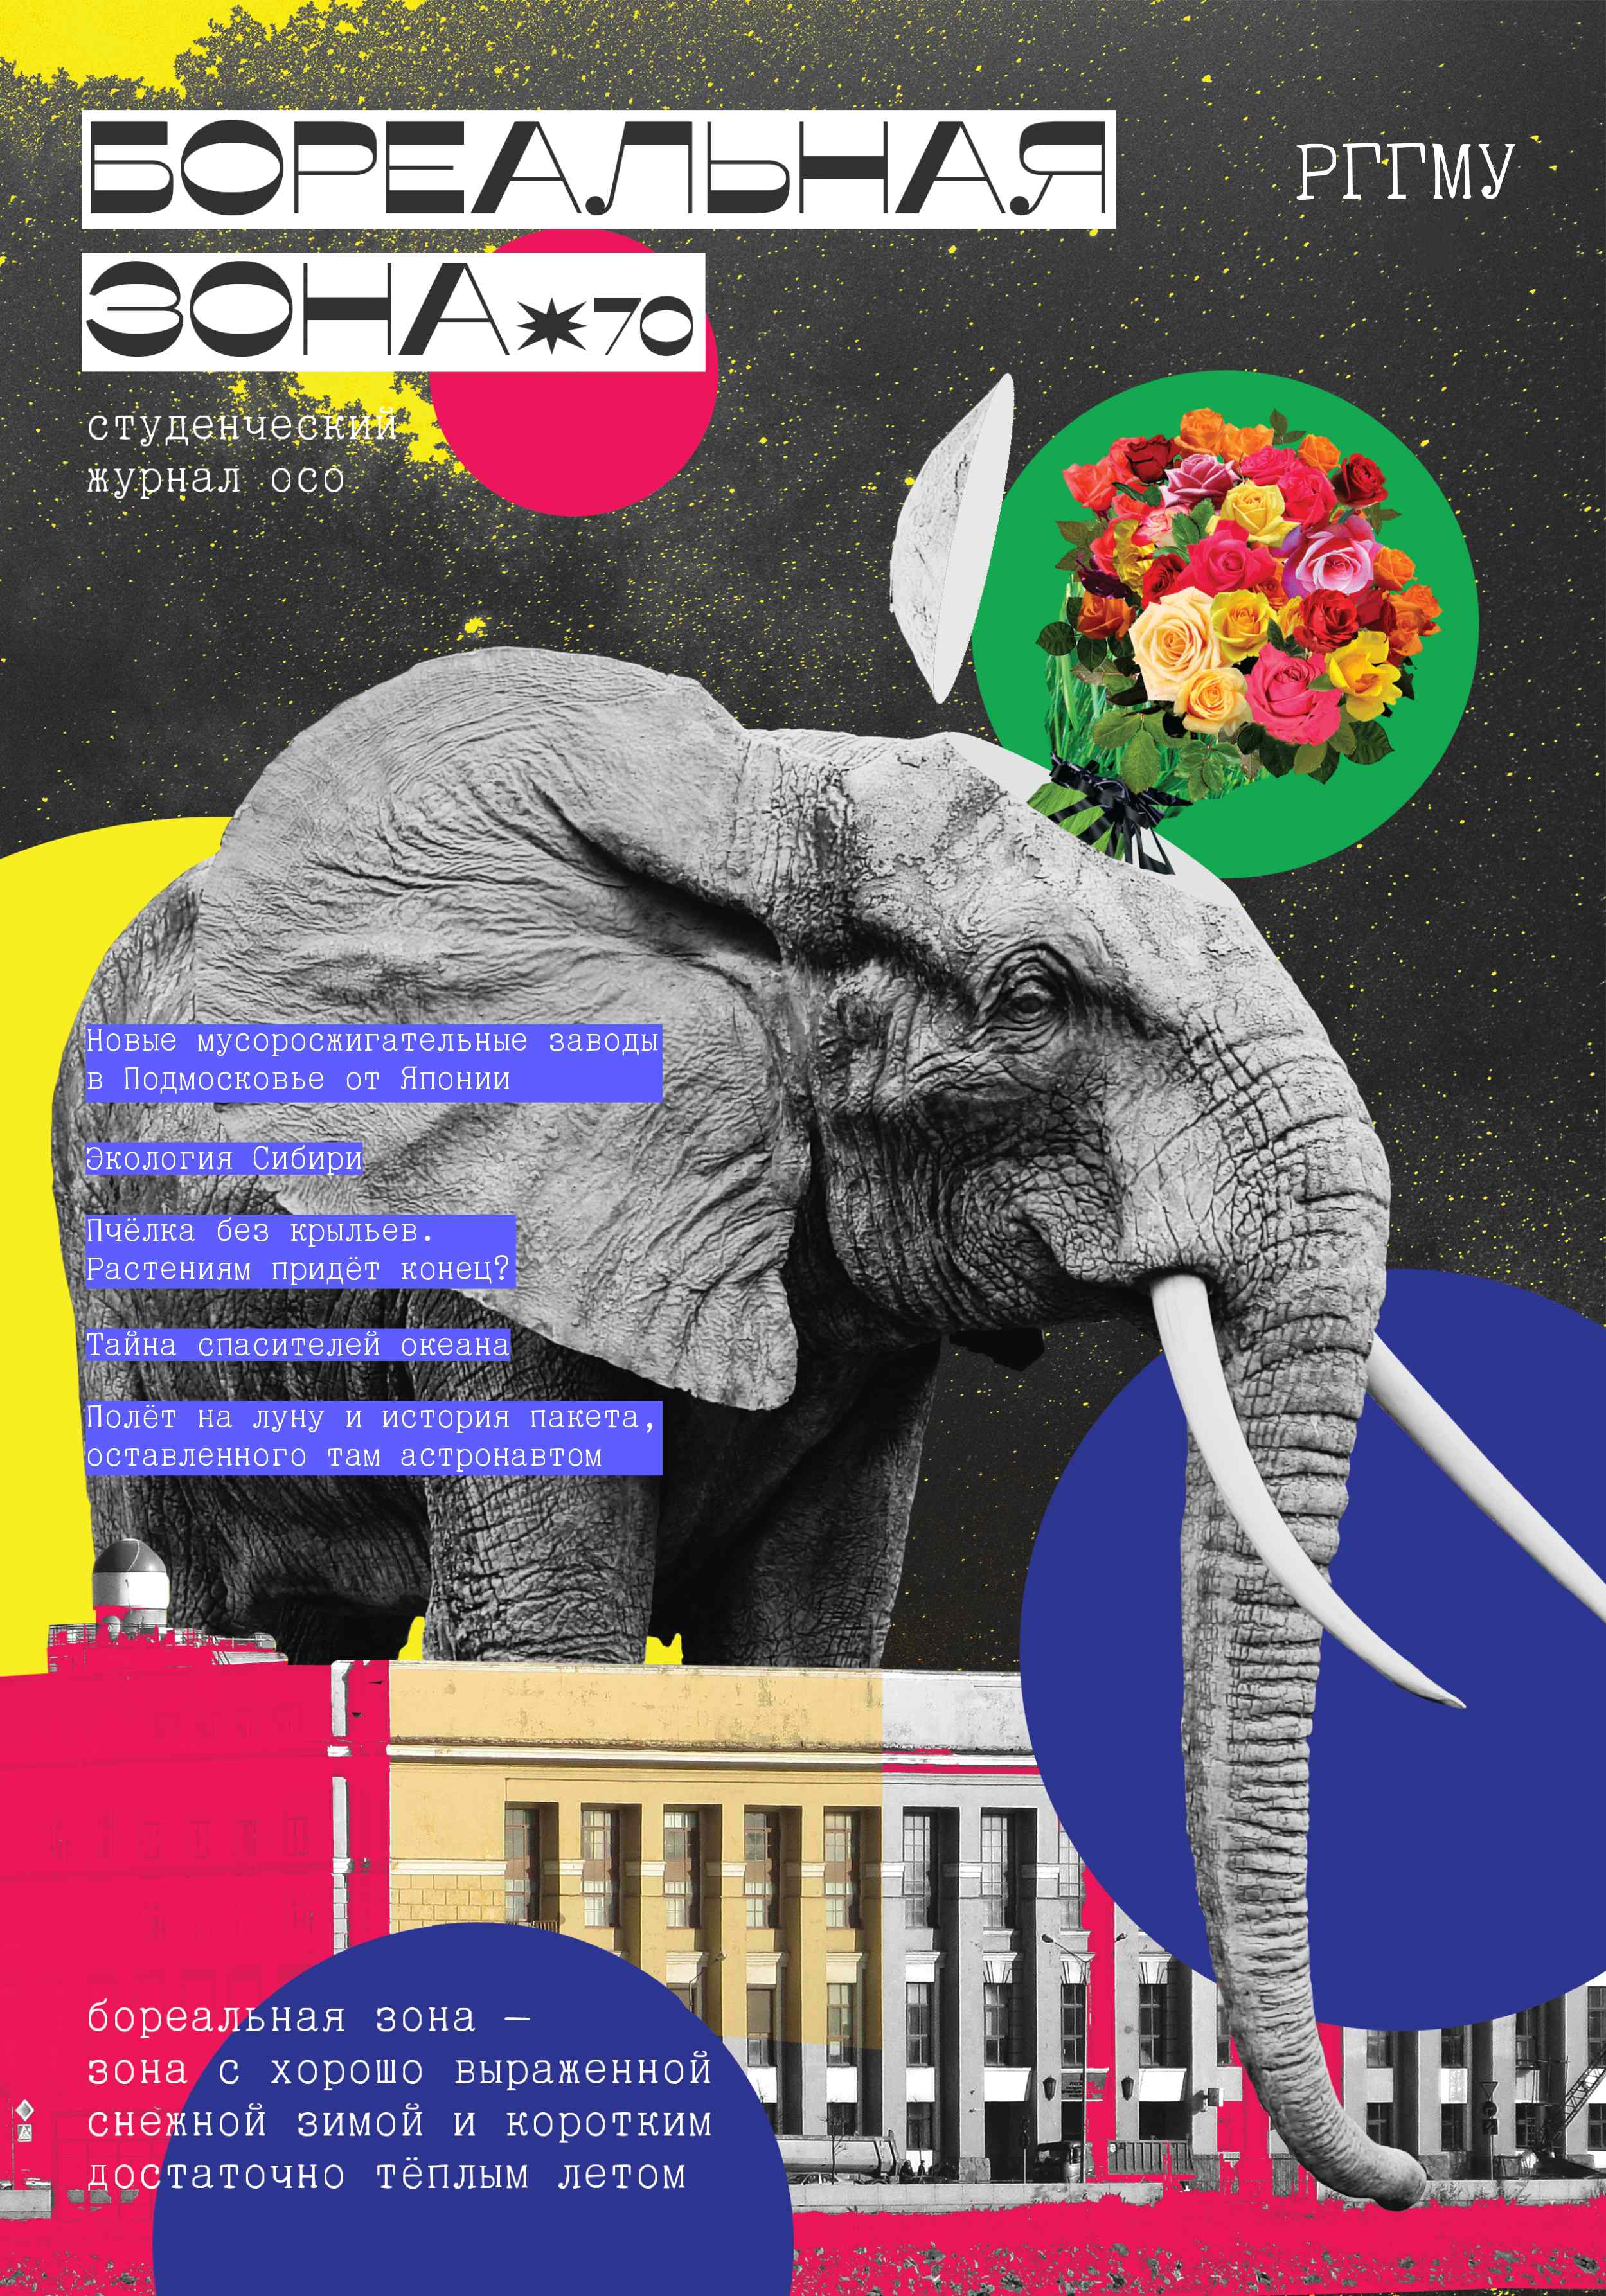 БОРЕАЛЬНАЯ
РГГМУ
ЗОНА✷70
студенческий
журнал осо
Новые мусоросжигательные заводы
в Подмосковье от Японии
Экология Сибири
Пчёлка без крыльев.
Растениям придёт конец?
Тайна спасителей океана
Полёт на луну и история пакета,
оставленного там астронавтом
бореальная зона –
зона с хорошо выраженной
снежной зимой и коротким
достаточно тёплым летом